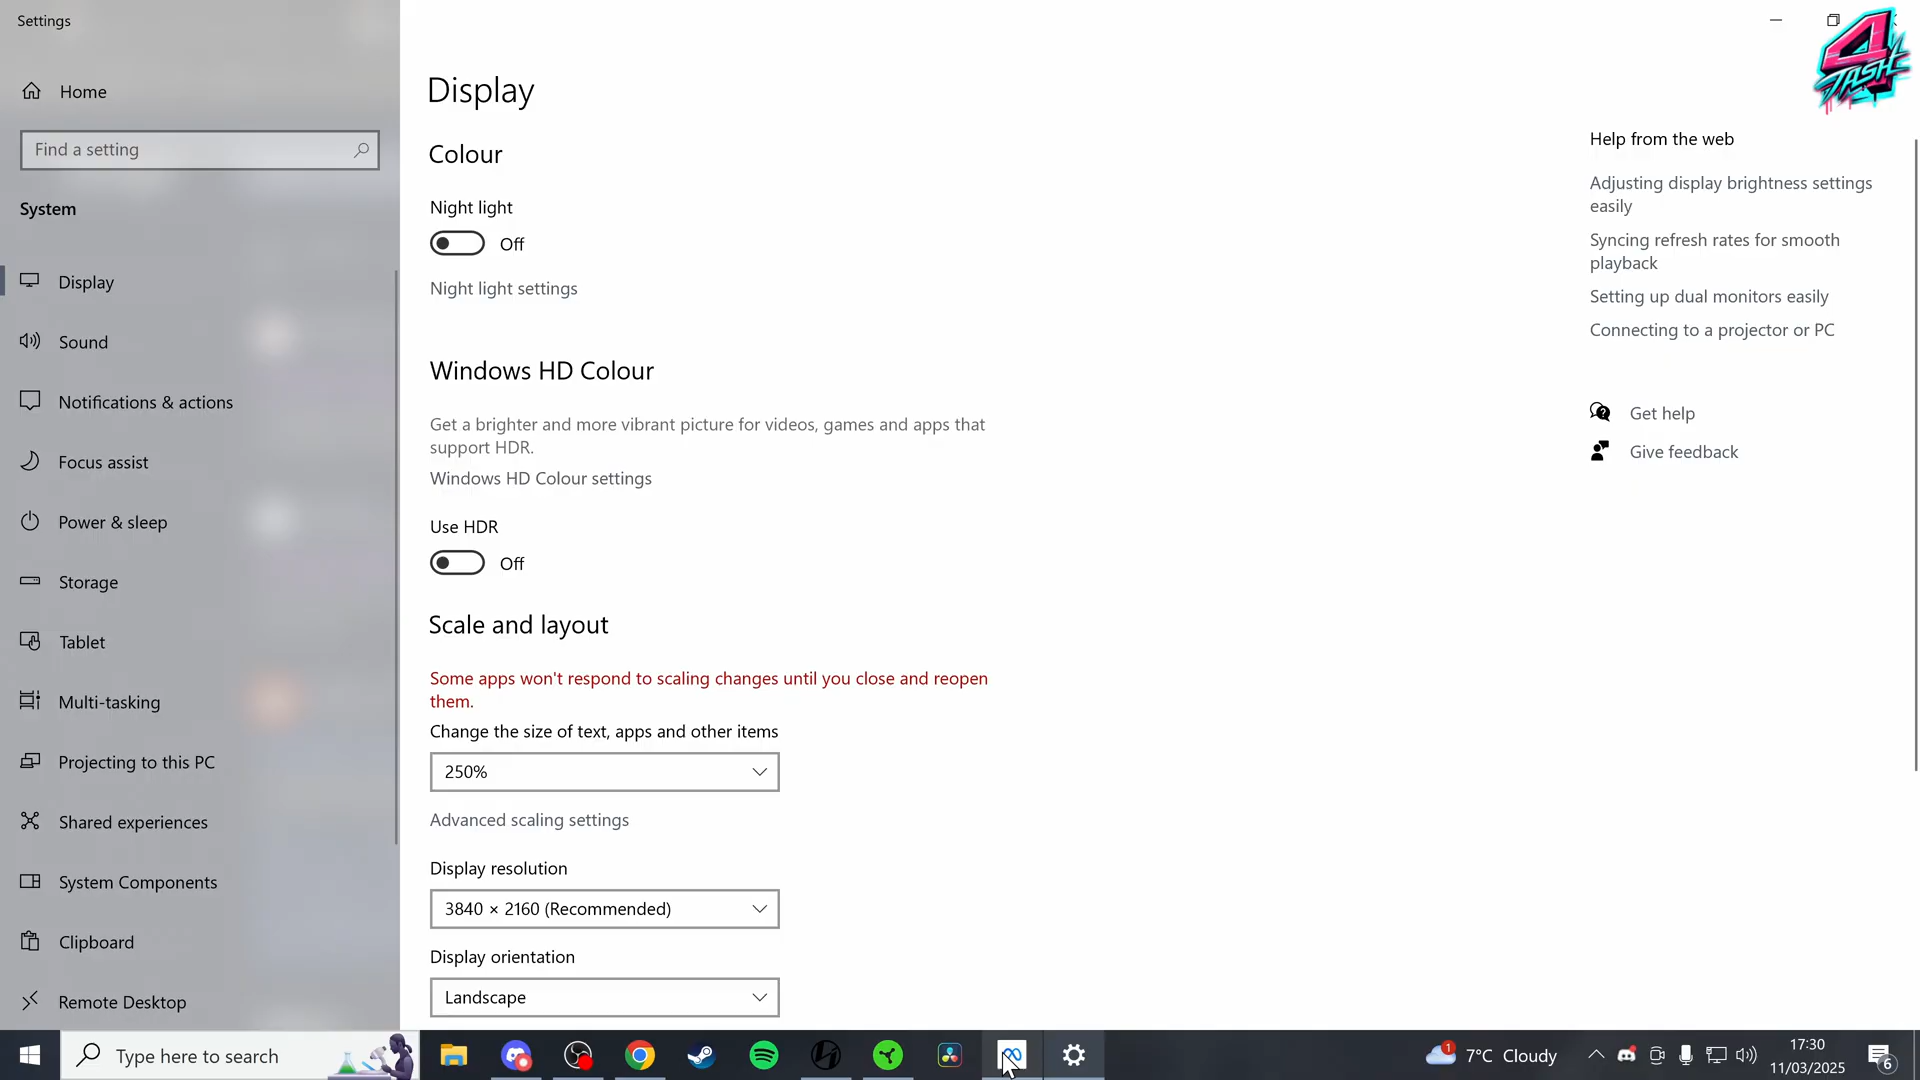 Settings
Home
Find a setting
System
Display
Sound
Notifications & actions
Focus assist
Power & sleep
Storage
Tablet
Multi-tasking
Projecting to this PC
Shared experiences
System Components
Clipboard
Remote Desktop
Display
Colour
Night light
Off
Night light settings
Windows HD Colour
Get a brighter and more vibrant picture for videos, games and apps that
support HDR.
Windows HD Colour settings
Use HDR
Off
Scale and layout
Some apps won't respond to scaling changes until you close and reopen
them.
Change the size of text, apps and other items
250%
Advanced scaling settings
Display resolution
3840 × 2160 (Recommended)
Display orientation
Landscape
4
TASH
Help from the web
Adjusting display brightness settings
easily
Syncing refresh rates for smooth
playback
Setting up dual monitors easily
Connecting to a projector or PC
Get help
Give feedback
Type here to search
1
7°C Cloudy
17:30
11/03/2025
6